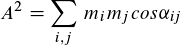 A² = ∑ᵢ,ⱼ mᵢmⱼcosαᵢⱼ